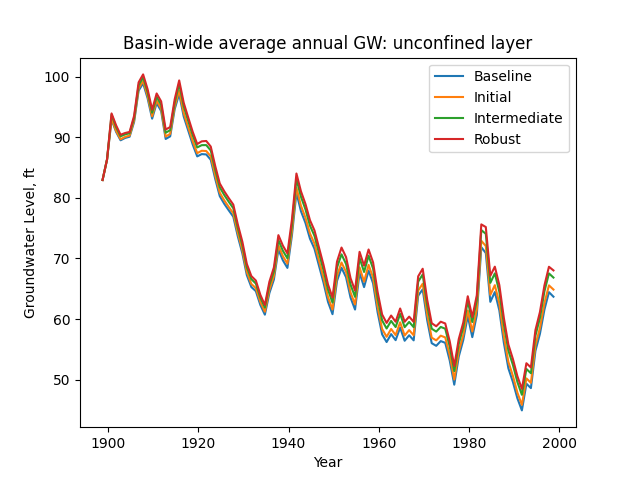 Basin-wide average annual GW: unconfined layer
Groundwater Level, ft
100
90
80
70
60
50
Baseline
Initial
Intermediate
Robust
1900 1920 1940 1960 1980 2000
Year